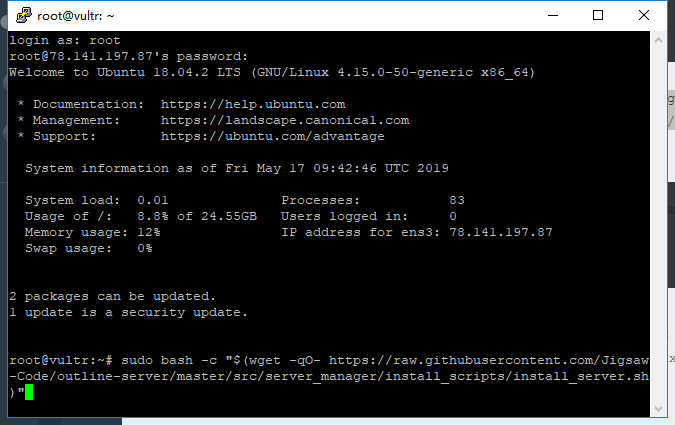 root@vultr: ~
login as: root
root@78.141.197.87's password:
Welcome to Ubuntu 18.04.2 LTS (GNU/Linux 4.15.0-50-generic x86_64)
* Documentation:  https://help.ubuntu.com
* Management:     https://landscape.canonical.com
* Support:        https://ubuntu.com/advantage
System information as of Fri May 17 09:42:46 UTC 2019
System load:  0.01              Processes:           83
Usage of /:   8.8% of 24.55GB   Users logged in:     0
Memory usage: 12%               IP address for ens3: 78.141.197.87
Swap usage:   0%
2 packages can be updated.
1 update is a security update.
root@vultr:~# sudo bash -c "$(wget -qO- https://raw.githubusercontent.com/Jigsaw
-Code/outline-server/master/src/server_manager/install_scripts/install_server.sh
)"